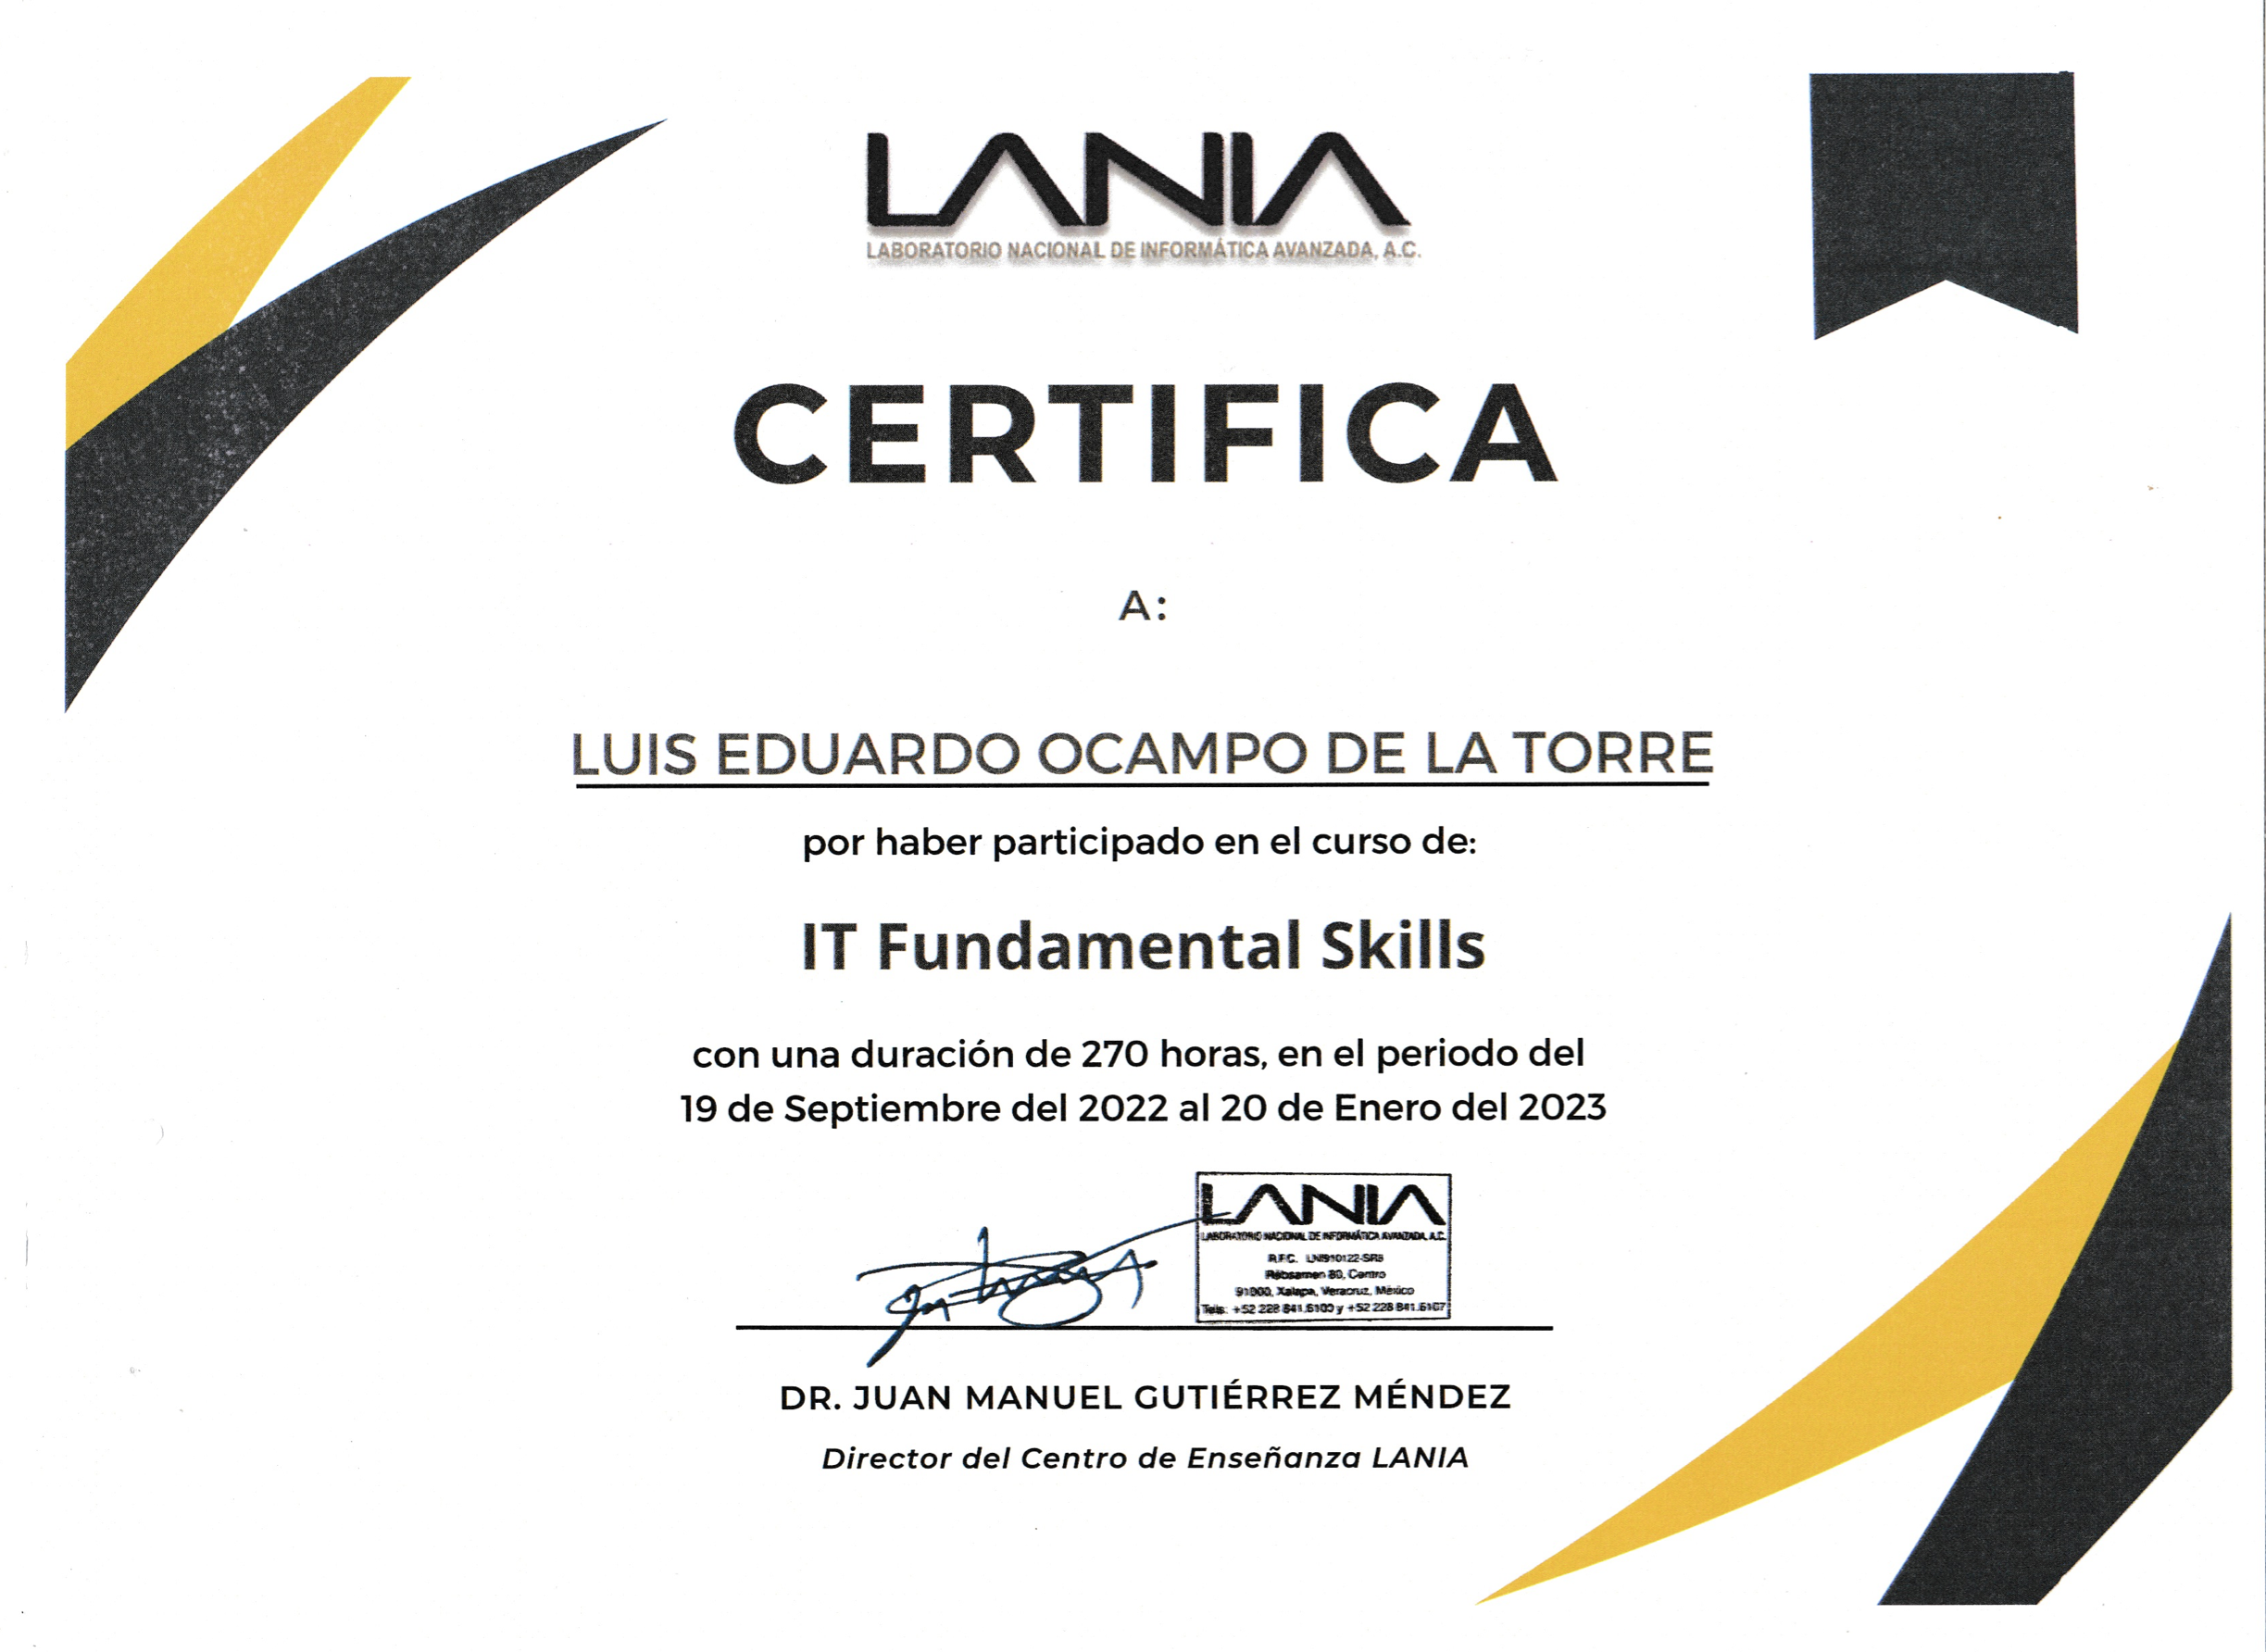 LANIA
LABORATORIO NACIONAL DE INFORMÁTICA AVANZADA, A.C.
CERTIFICA
A:
LUIS EDUARDO OCAMPO DE LA TORRE
por haber participado en el curso de:
IT Fundamental Skills
con una duración de 270 horas, en el periodo del
19 de Septiembre del 2022 al 20 de Enero del 2023
LANIA
LABORATORIO NACIONAL DE INFORMÁTICA AVANZADA, A.C.
R.F.C.
Rébsamen 80, Centro
91000, Xalapa, Veracruz, México
Tels: +52 228 841.6100 y +52 228 841.6107
DR. JUAN MANUEL GUTIÉRREZ MÉNDEZ
Director del Centro de Enseñanza LANIA